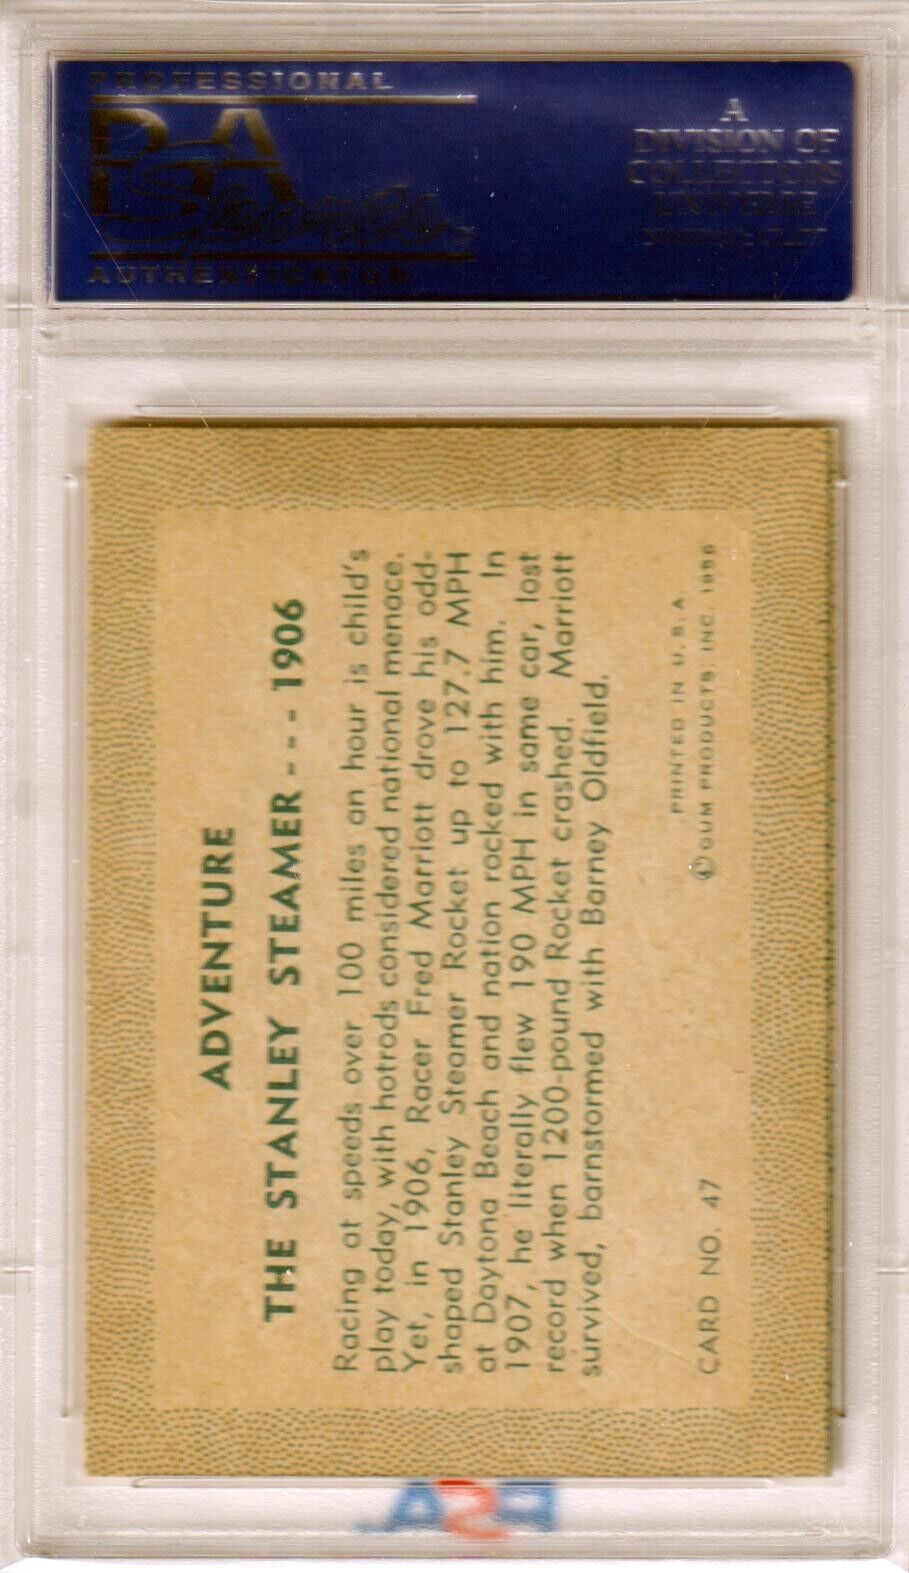 PROFESSIONAL
PSA
Sports
AUTHENTICATOR
A
DIVISION OF
COLLECTORS
UNIVERSE
ADVENTURE
THE STANLEY STEAMER - - - 1906
Racing at speeds over 100 miles an hour is child's
play today, with hotrods considered national menace.
Yet, in 1906, Racer Fred Marriott drove his odd-
shaped Stanley Steamer Rocket up to 127.7 MPH
at Daytona Beach and nation rocked with him. In
1907, he literally flew 190 MPH in same car, lost
record when 1200-pound Rocket crashed. Marriott
survived, barnstormed with Barney Oldfield.
PRINTED IN U.S.A
CARD NO. 47
© GUM PRODUCTS INC. 1956
PSA